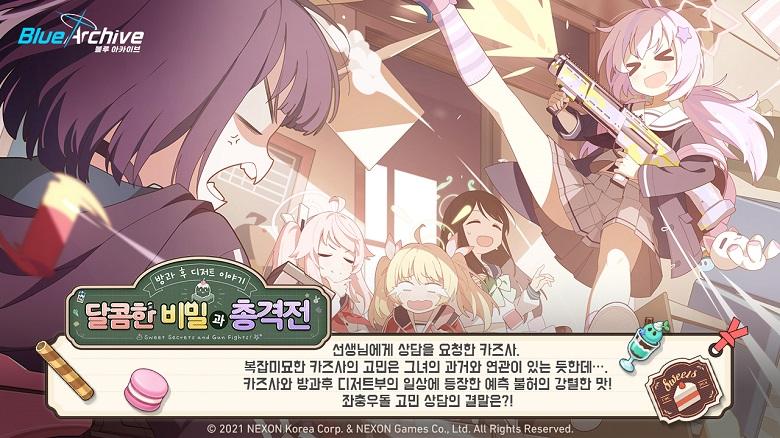 Blue Archive
블루 아카이브
방과 후 디저트 이야기
달콤한 비밀과 총격전
Sweet Secrets and Gun Fights!
선생님에게 상담을 요청한 카즈사.
복잡미묘한 카즈사의 고민은 그녀의 과거와 연관이 있는 듯한데….
카즈사와 방과후 디저트부의 일상에 등장한 예측 불허의 강렬한 맛!
좌충우돌 고민 상담의 결말은?!
Sweets
© 2021 NEXON Korea Corp. & NEXON Games Co., Ltd. All Rights Reserved.